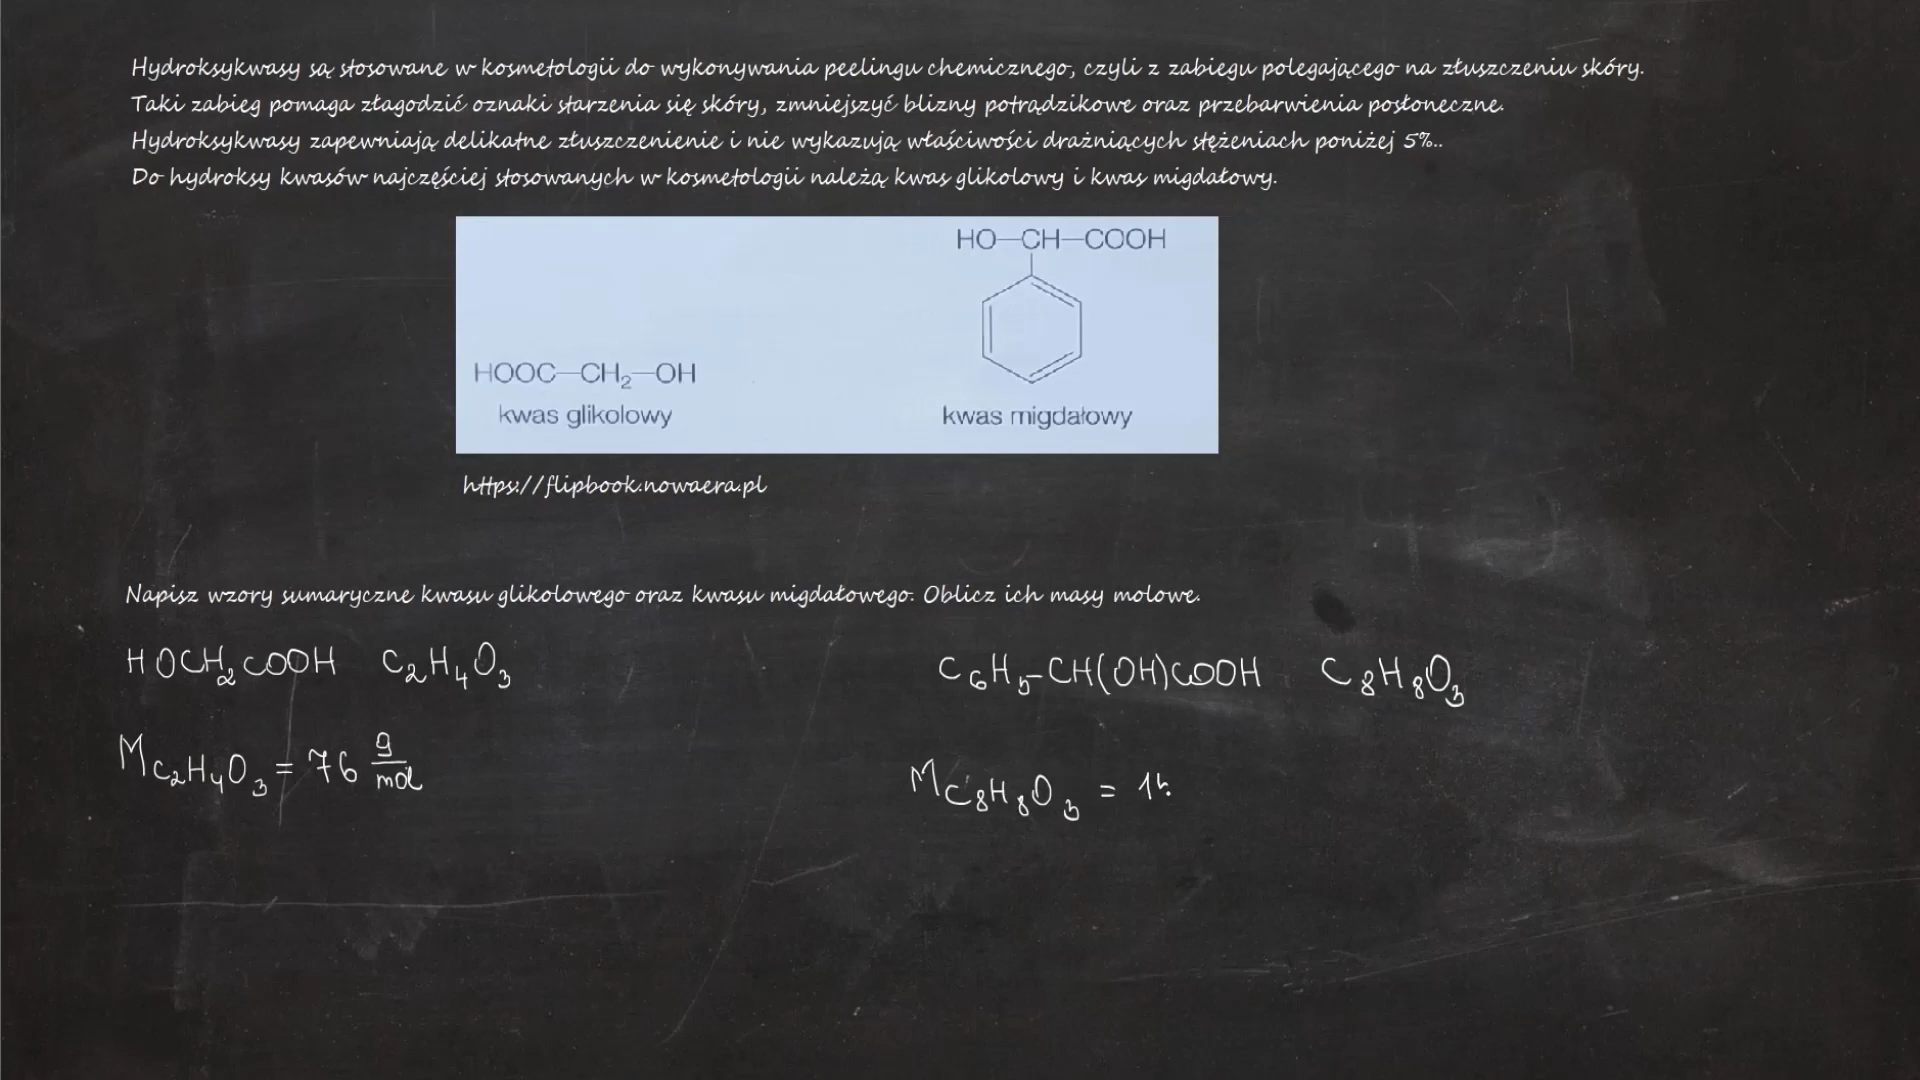 Hydroksykwasy są stosowane w kosmetologii do wykonywania peelingu chemicznego, czyli z zabiegu polegającego na złuszczeniu skóry.
Taki zabieg pomaga złagodzić oznaki starzenia się skóry, zmniejszyć blizny potrądzikowe oraz przebarwienia posłoneczne.
Hydroksykwasy zapewniają delikatne złuszczenienie i nie wykazują właściwości drażniących stężeniach poniżej 5%..
Do hydroksy kwasów najczęściej stosowanych w kosmetologii należą kwas glikolowy i kwas migdałowy.
HO—CH—COOH
HOOC—CH₂—OH
kwas glikolowy kwas migdałowy
https://flipbook.nowaera.pl
Napisz wzory sumaryczne kwasu glikolowego oraz kwasu migdałowego. Oblicz ich masy molowe.
HOCH₂COOH C₂H₄O₃ C₆H₅-CH(OH)COOH C₈H₈O₃
M C₂H₄O₃ = 76 g/mol M C₈H₈O₃ = 1